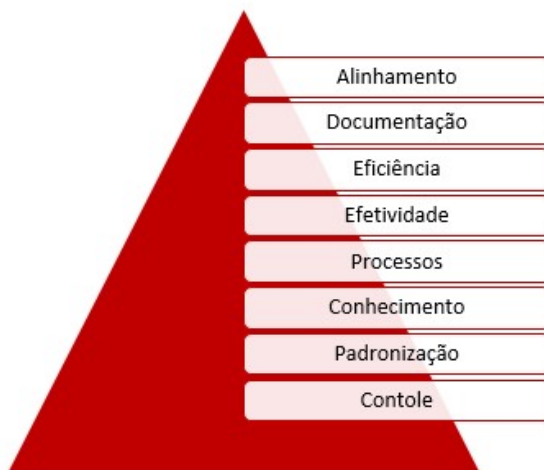 Alinhamento
Documentação
Eficiência
Efetividade
Processos
Conhecimento
Padronização
Contole